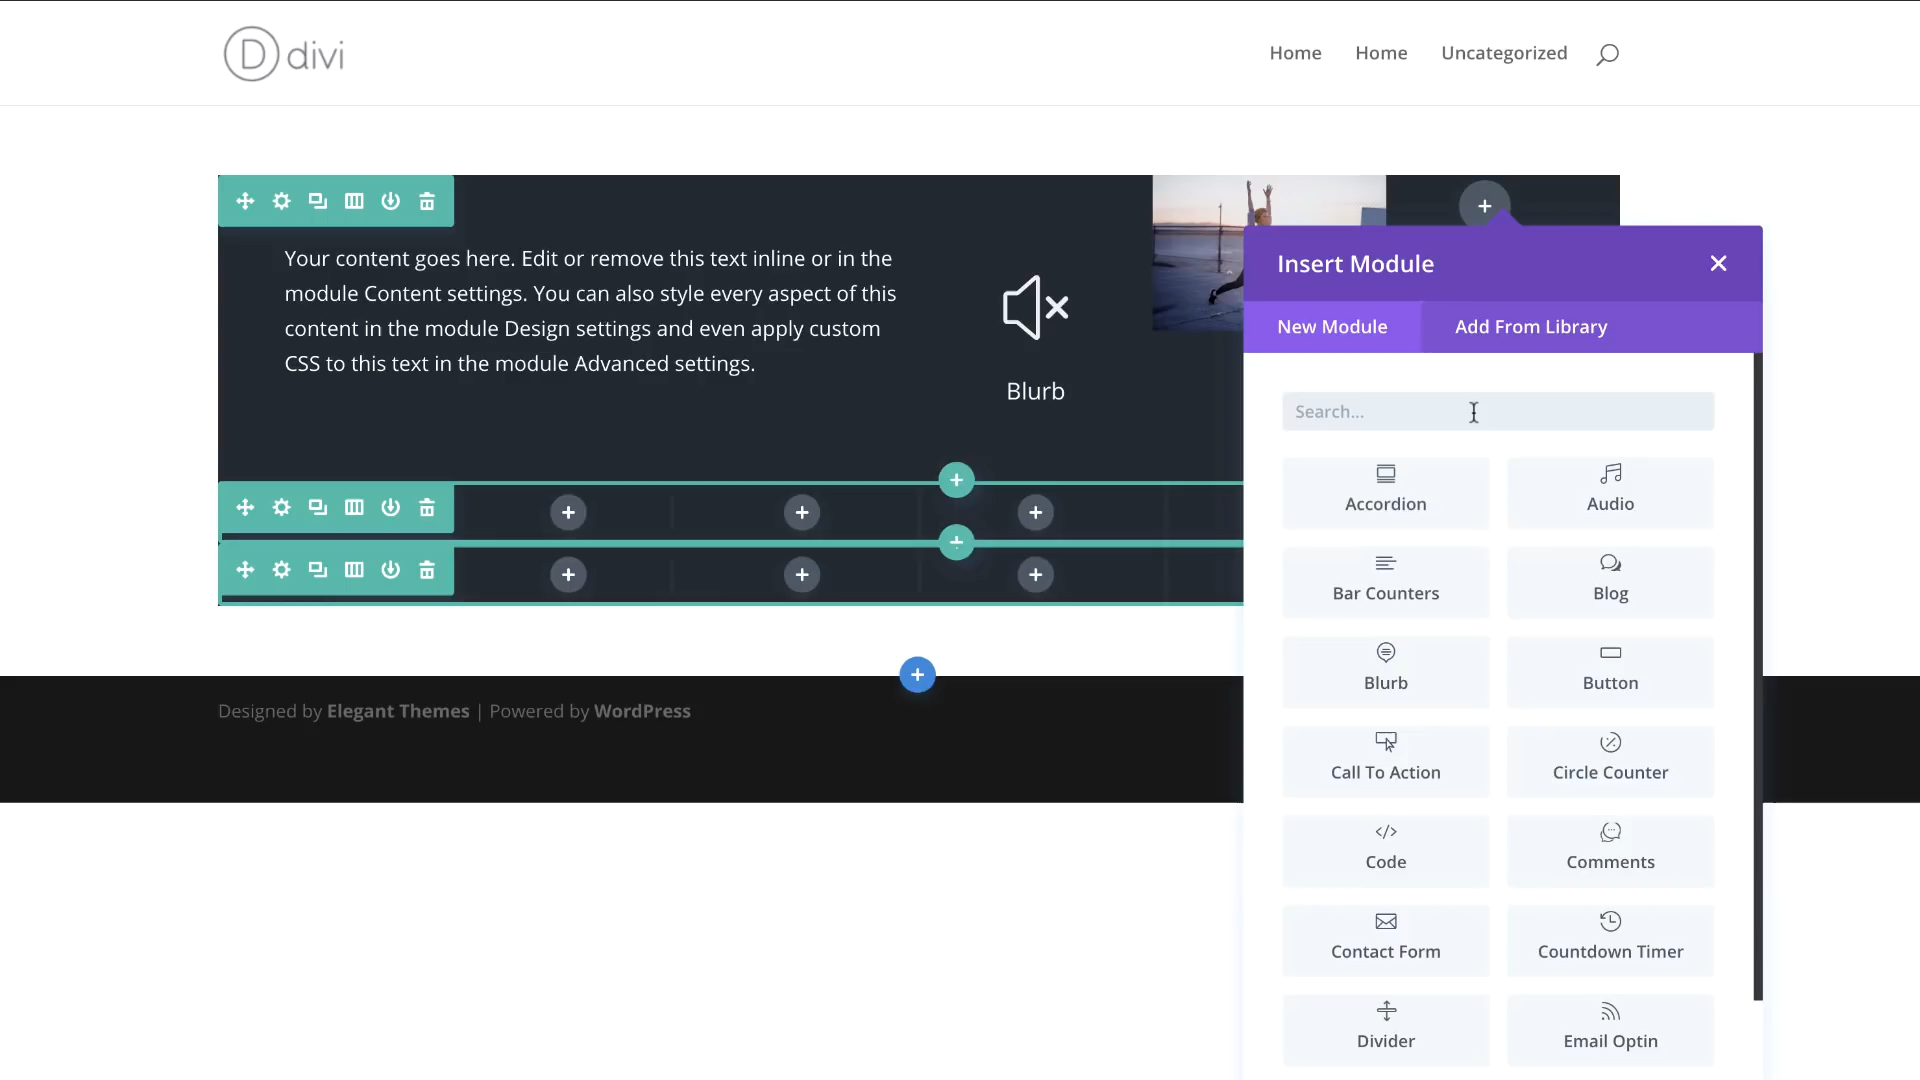 D divi
Home Home Uncategorized
Your content goes here. Edit or remove this text inline or in the
module Content settings. You can also style every aspect of this
content in the module Design settings and even apply custom
CSS to this text in the module Advanced settings.
Blurb
Insert Module
New Module Add From Library
Search...
Accordion Audio
Bar Counters Blog
Blurb Button
Call To Action Circle Counter
Code Comments
Contact Form Countdown Timer
Divider Email Optin
Designed by Elegant Themes | Powered by WordPress